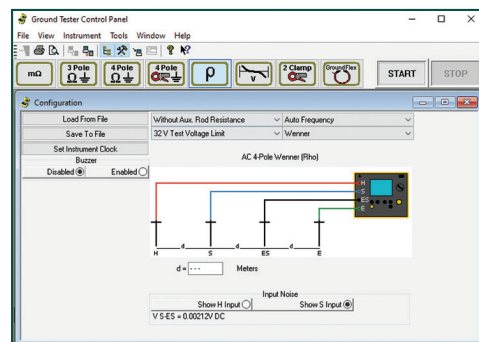 Ground Tester Control Panel
File View Instrument Tools Window Help
mΩ 3 Pole Ω 4 Pole Ω 4 Pole ρ V 2 Clamp GroundFlex START STOP
Configuration
Load From File Without Aux. Rod Resistance Auto Frequency
Save To File 32 V Test Voltage Limit Wenner
Set Instrument Clock
Buzzer AC 4-Pole Wenner (Rho)
Disabled Enabled
H
S
ES
E
d d d
H S ES E
d = - - - Meters
Input Noise
Show H Input Show S Input
V S-ES = 0.00212V DC